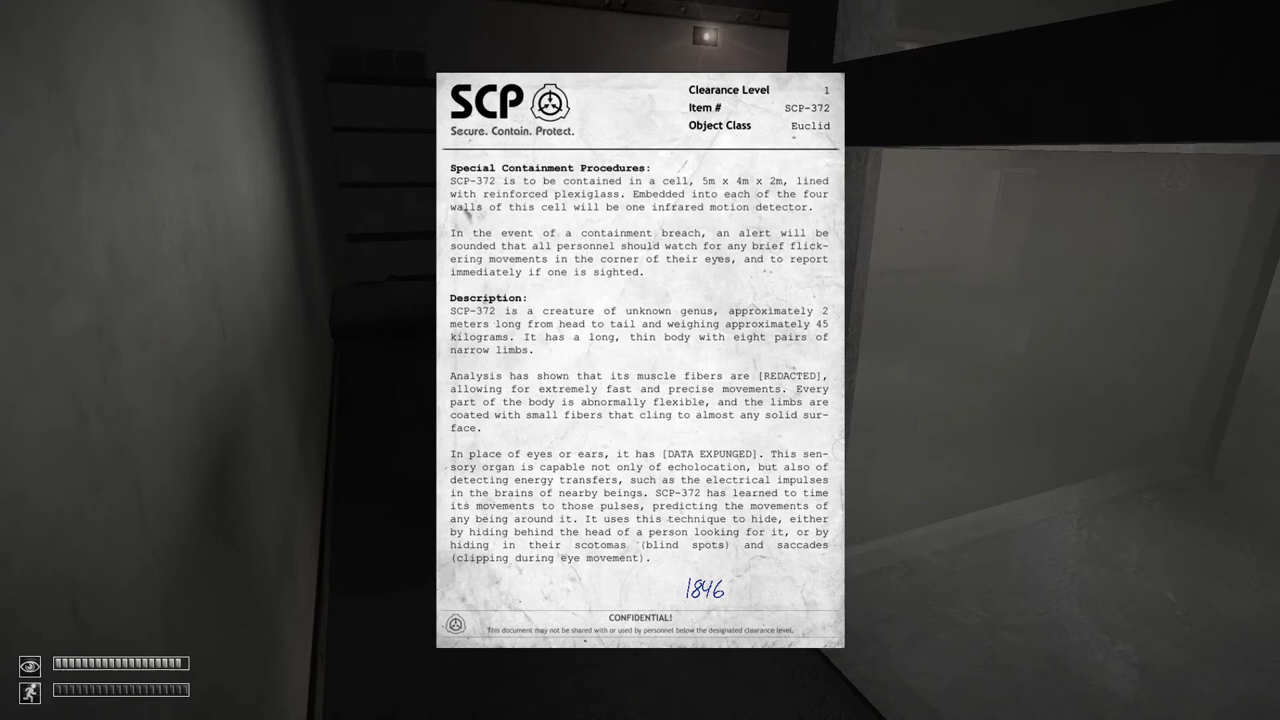 SCP
Secure. Contain. Protect.
Clearance Level 1
Item # SCP-372
Object Class Euclid
Special Containment Procedures:
SCP-372 is to be contained in a cell, 5m x 4m x 2m, lined
with reinforced plexiglass. Embedded into each of the four
walls of this cell will be one infrared motion detector.
In the event of a containment breach, an alert will be
sounded that all personnel should watch for any brief flick-
ering movements in the corner of their eyes, and to report
immediately if one is sighted.
Description:
SCP-372 is a creature of unknown genus, approximately 2
meters long from head to tail and weighing approximately 45
kilograms. It has a long, thin body with eight pairs of
narrow limbs.
Analysis has shown that its muscle fibers are [REDACTED],
allowing for extremely fast and precise movements. Every
part of the body is abnormally flexible, and the limbs are
coated with small fibers that cling to almost any solid sur-
face.
In place of eyes or ears, it has [DATA EXPUNGED]. This sen-
sory organ is capable not only of echolocation, but also of
detecting energy transfers, such as the electrical impulses
in the brains of nearby beings. SCP-372 has learned to time
its movements to those pulses, predicting the movements of
any being around it. It uses this technique to hide, either
by hiding behind the head of a person looking for it, or by
hiding in their scotomas (blind spots) and saccades
(clipping during eye movement).
1846
CONFIDENTIAL!
This document may not be shared with or used by personnel below the designated clearance level.